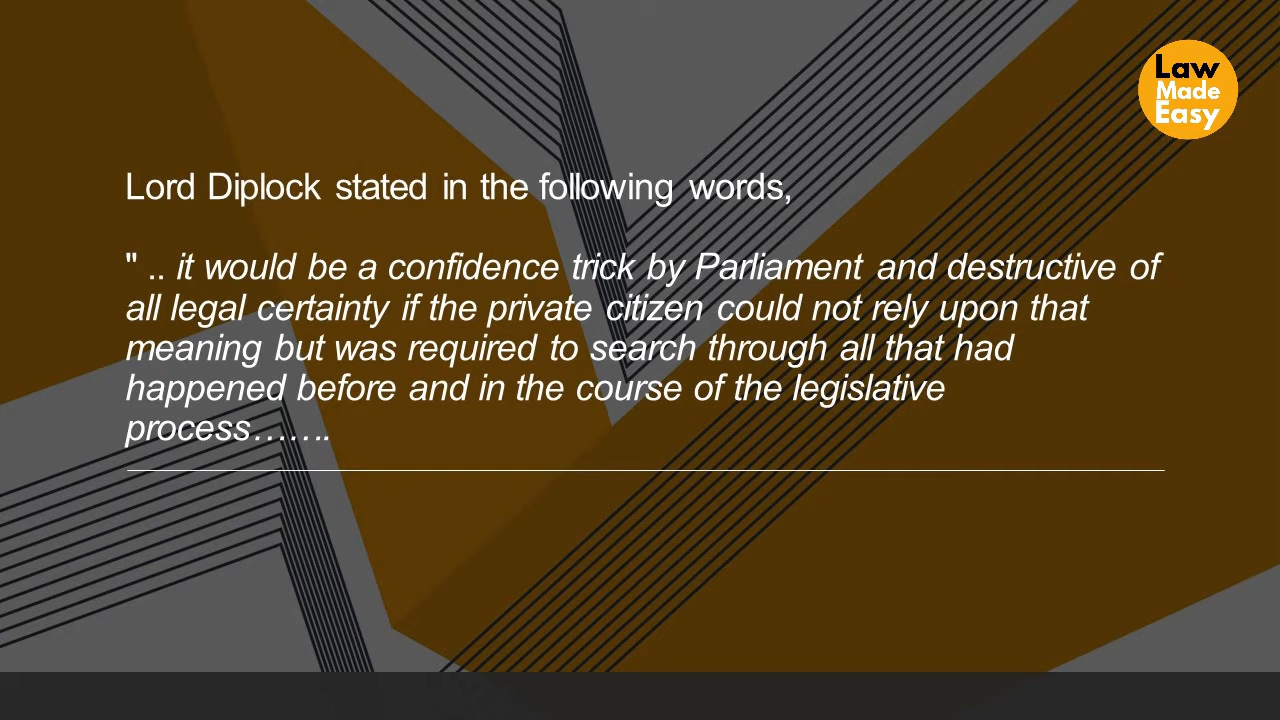 Law
Made
Easy
Lord Diplock stated in the following words,
" .. it would be a confidence trick by Parliament and destructive of
all legal certainty if the private citizen could not rely upon that
meaning but was required to search through all that had
happened before and in the course of the legislative
process…….